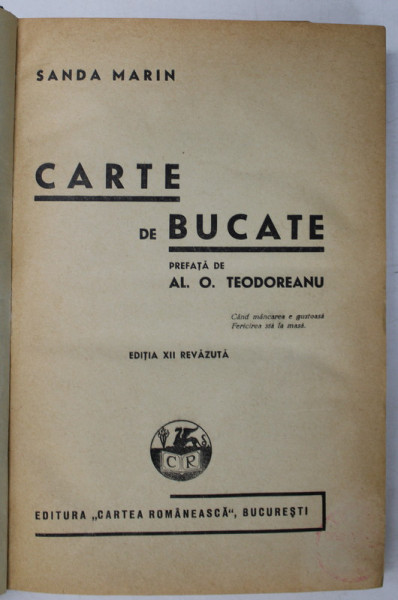 SANDA MARIN
CARTE
DE BUCATE
PREFAȚĂ DE
AL. O. TEODOREANU
Când mâncarea e gustoasă
Fericirea stă la masă.
EDIȚIA XII REVĂZUTĂ
C R
EDITURA „CARTEA ROMÂNEASCĂ“, BUCUREȘTI